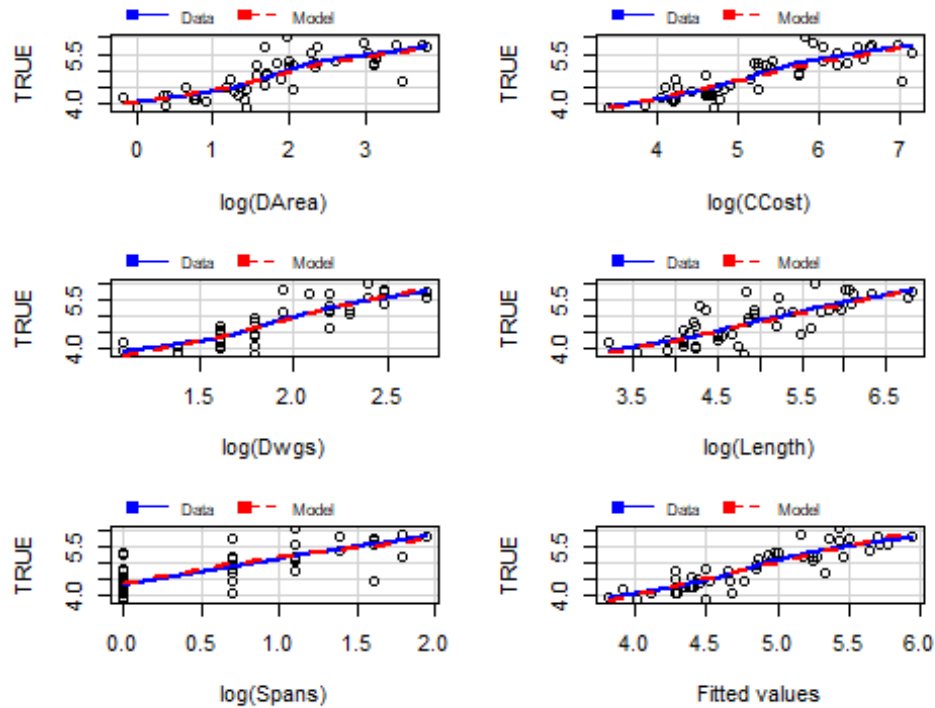 Data Model Data Model
TRUE 4.0 5.5 TRUE 4.0 5.5
0 1 2 3 4 5 6 7
log(DArea) log(CCost)
Data Model Data Model
TRUE 4.0 5.5 TRUE 4.0 5.5
1.5 2.0 2.5 3.5 4.5 5.5 6.5
log(Dwgs) log(Length)
Data Model Data Model
TRUE 4.0 5.5 TRUE 4.0 5.5
0.0 0.5 1.0 1.5 2.0 4.0 4.5 5.0 5.5 6.0
log(Spans) Fitted values